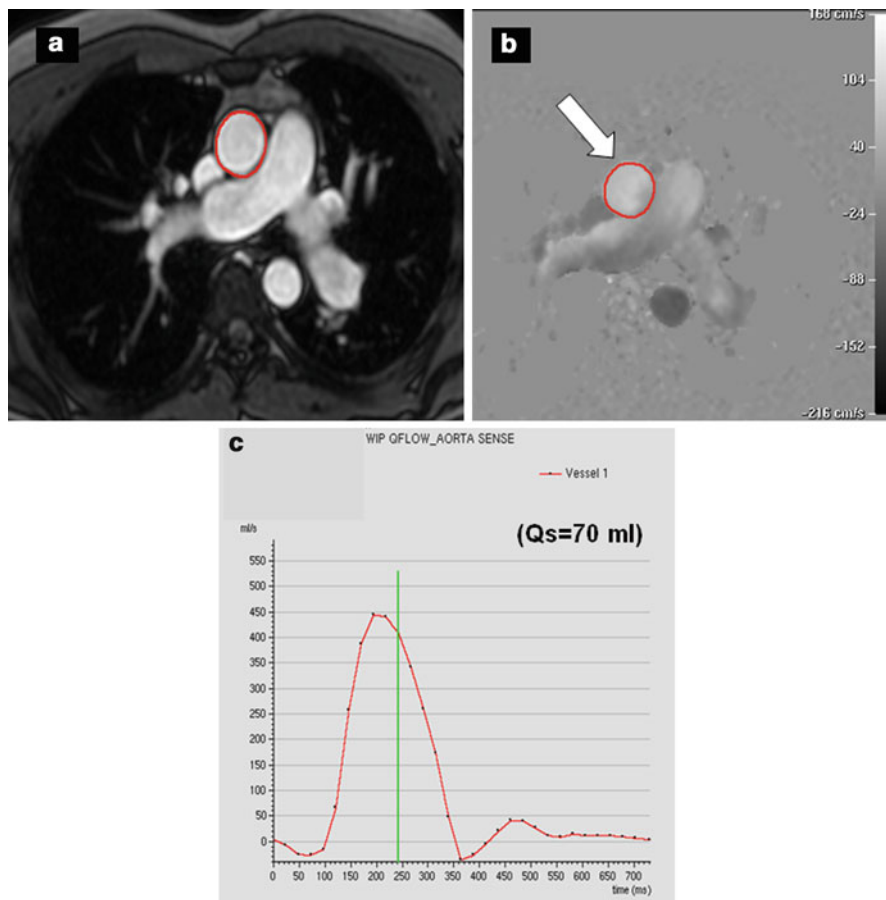 a
b
168 cm/s
104
40
-24
-88
-152
-216 cm/s
c
WIP QFLOW_AORTA SENSE
Vessel 1
(Qs=70 ml)
ml/s
550
500
450
400
350
300
250
200
150
100
50
0
0 50 100 150 200 250 300 350 400 450 500 550 600 650 700
time (ms)